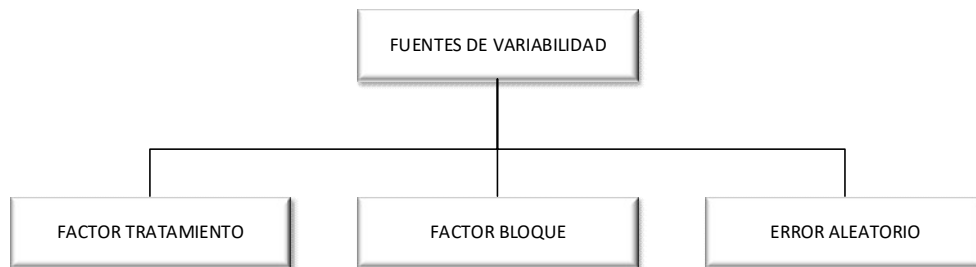 FUENTES DE VARIABILIDAD
FACTOR TRATAMIENTO
FACTOR BLOQUE
ERROR ALEATORIO